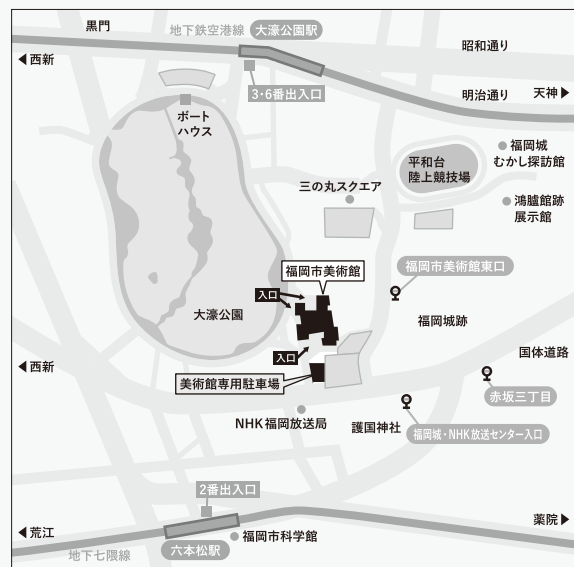 黒門
地下鉄空港線
大濠公園駅
昭和通り
西新
3・6番出入口
明治通り
天神
ボート
ハウス
福岡城
むかし探訪館
平和台
陸上競技場
三の丸スクエア
鴻臚館跡
展示館
福岡市美術館
福岡市美術館東口
入口
大濠公園
福岡城跡
入口
国体道路
西新
美術館専用駐車場
赤坂三丁目
NHK福岡放送局
護国神社
福岡城・NHK放送センター入口
2番出入口
荒江
薬院
福岡市科学館
地下七隈線
六本松駅